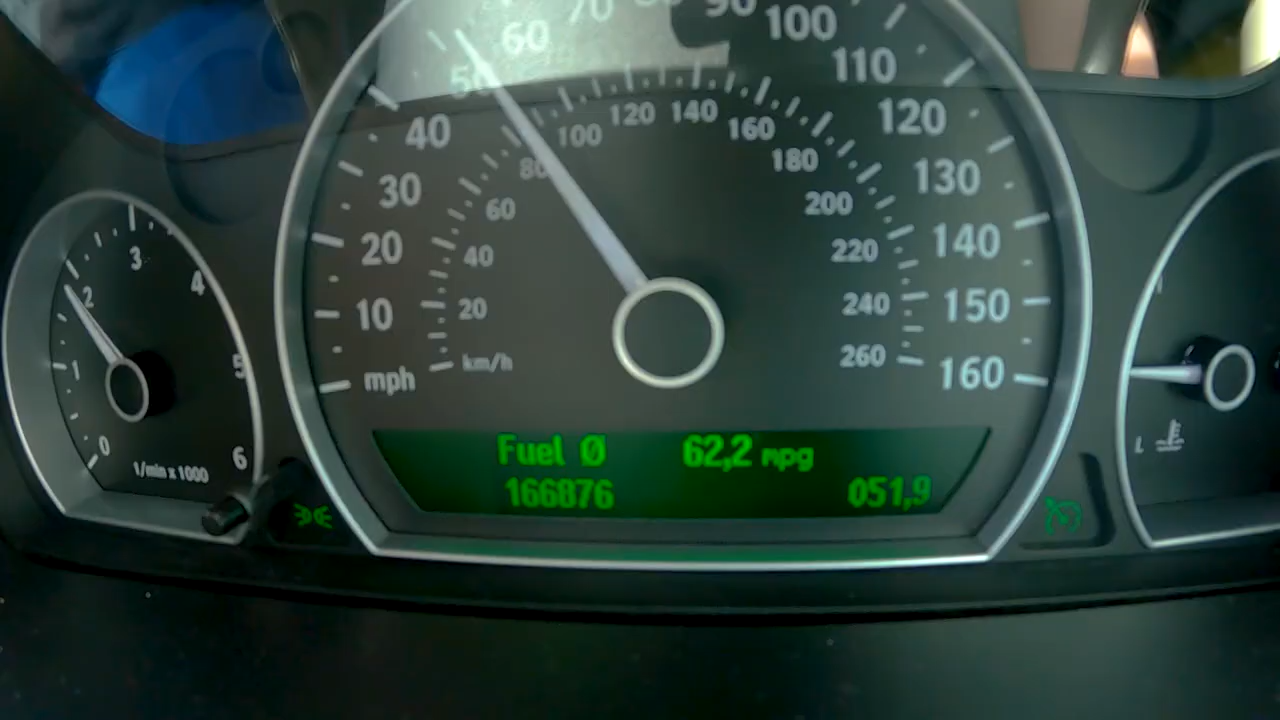 0 1 2 3 4 5 6
1/min x 1000
mph 10 20 30 40 50 60 70 80 90 100 110 120 130 140 150 160
km/h 20 40 60 80 100 120 140 160 180 200 220 240 260
Fuel Ø 62,2 mpg
166876 051,9